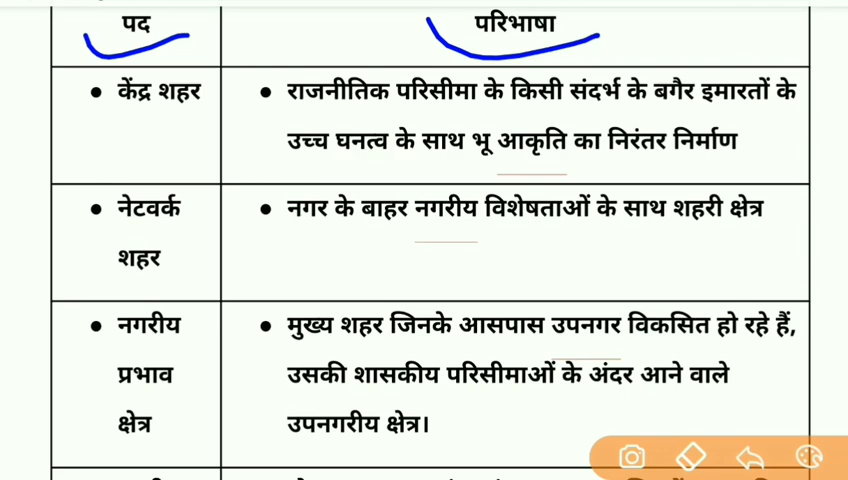 पद
परिभाषा
• केंद्र शहर
• राजनीतिक परिसीमा के किसी संदर्भ के बगैर इमारतों के
उच्च घनत्व के साथ भू आकृति का निरंतर निर्माण
• नेटवर्क
शहर
• नगर के बाहर नगरीय विशेषताओं के साथ शहरी क्षेत्र
• नगरीय
प्रभाव
क्षेत्र
• मुख्य शहर जिनके आसपास उपनगर विकसित हो रहे हैं,
उसकी शासकीय परिसीमाओं के अंदर आने वाले
उपनगरीय क्षेत्र।